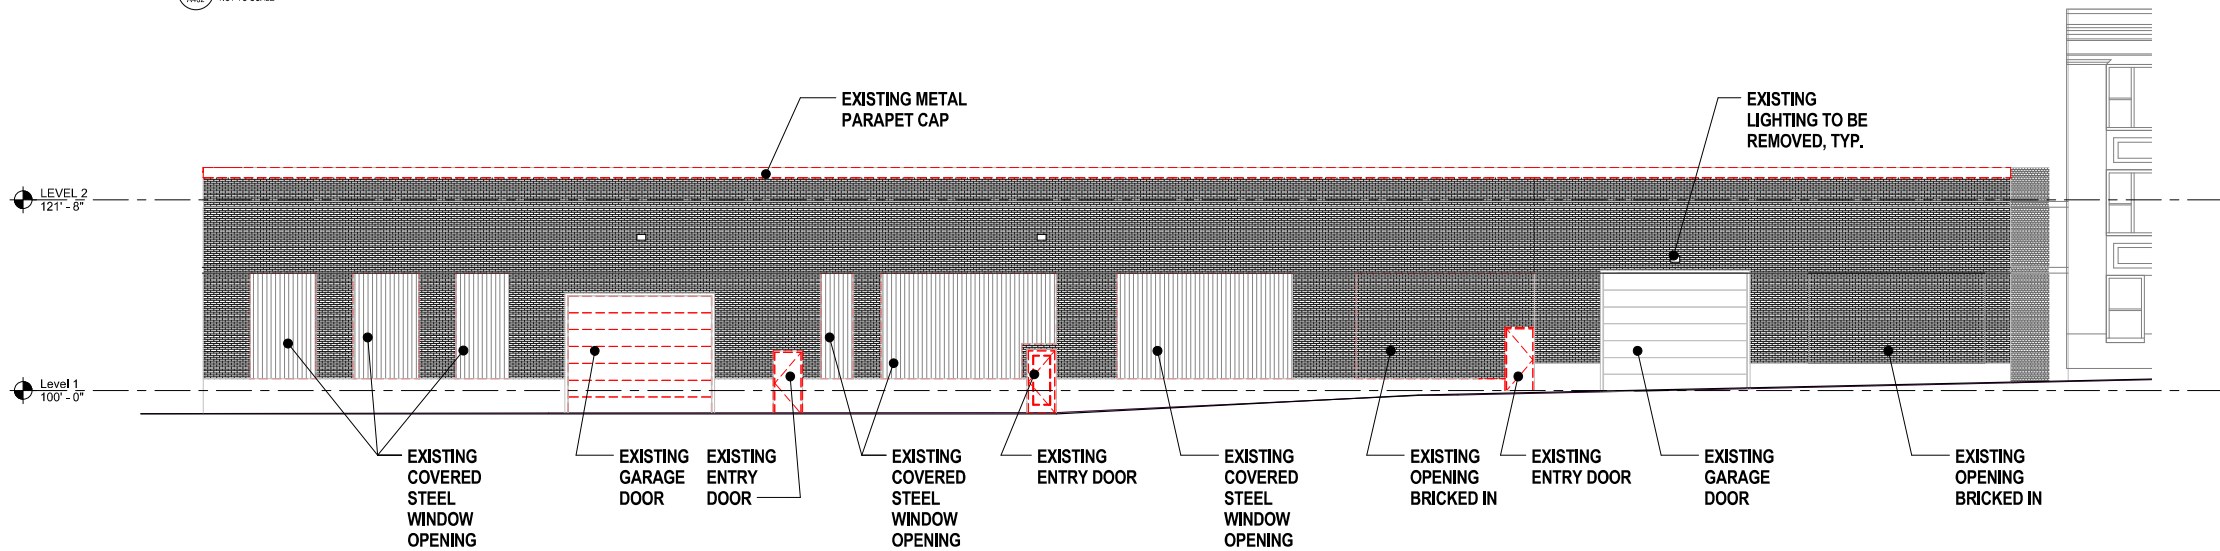 EXISTING METAL
PARAPET CAP
EXISTING
LIGHTING TO BE
REMOVED, TYP.
LEVEL 2
121' - 8"
Level 1
100' - 0"
EXISTING
COVERED
STEEL
WINDOW
OPENING
EXISTING
GARAGE
DOOR
EXISTING
ENTRY
DOOR
EXISTING
COVERED
STEEL
WINDOW
OPENING
EXISTING
ENTRY DOOR
EXISTING
COVERED
STEEL
WINDOW
OPENING
EXISTING
OPENING
BRICKED IN
EXISTING
ENTRY DOOR
EXISTING
GARAGE
DOOR
EXISTING
OPENING
BRICKED IN